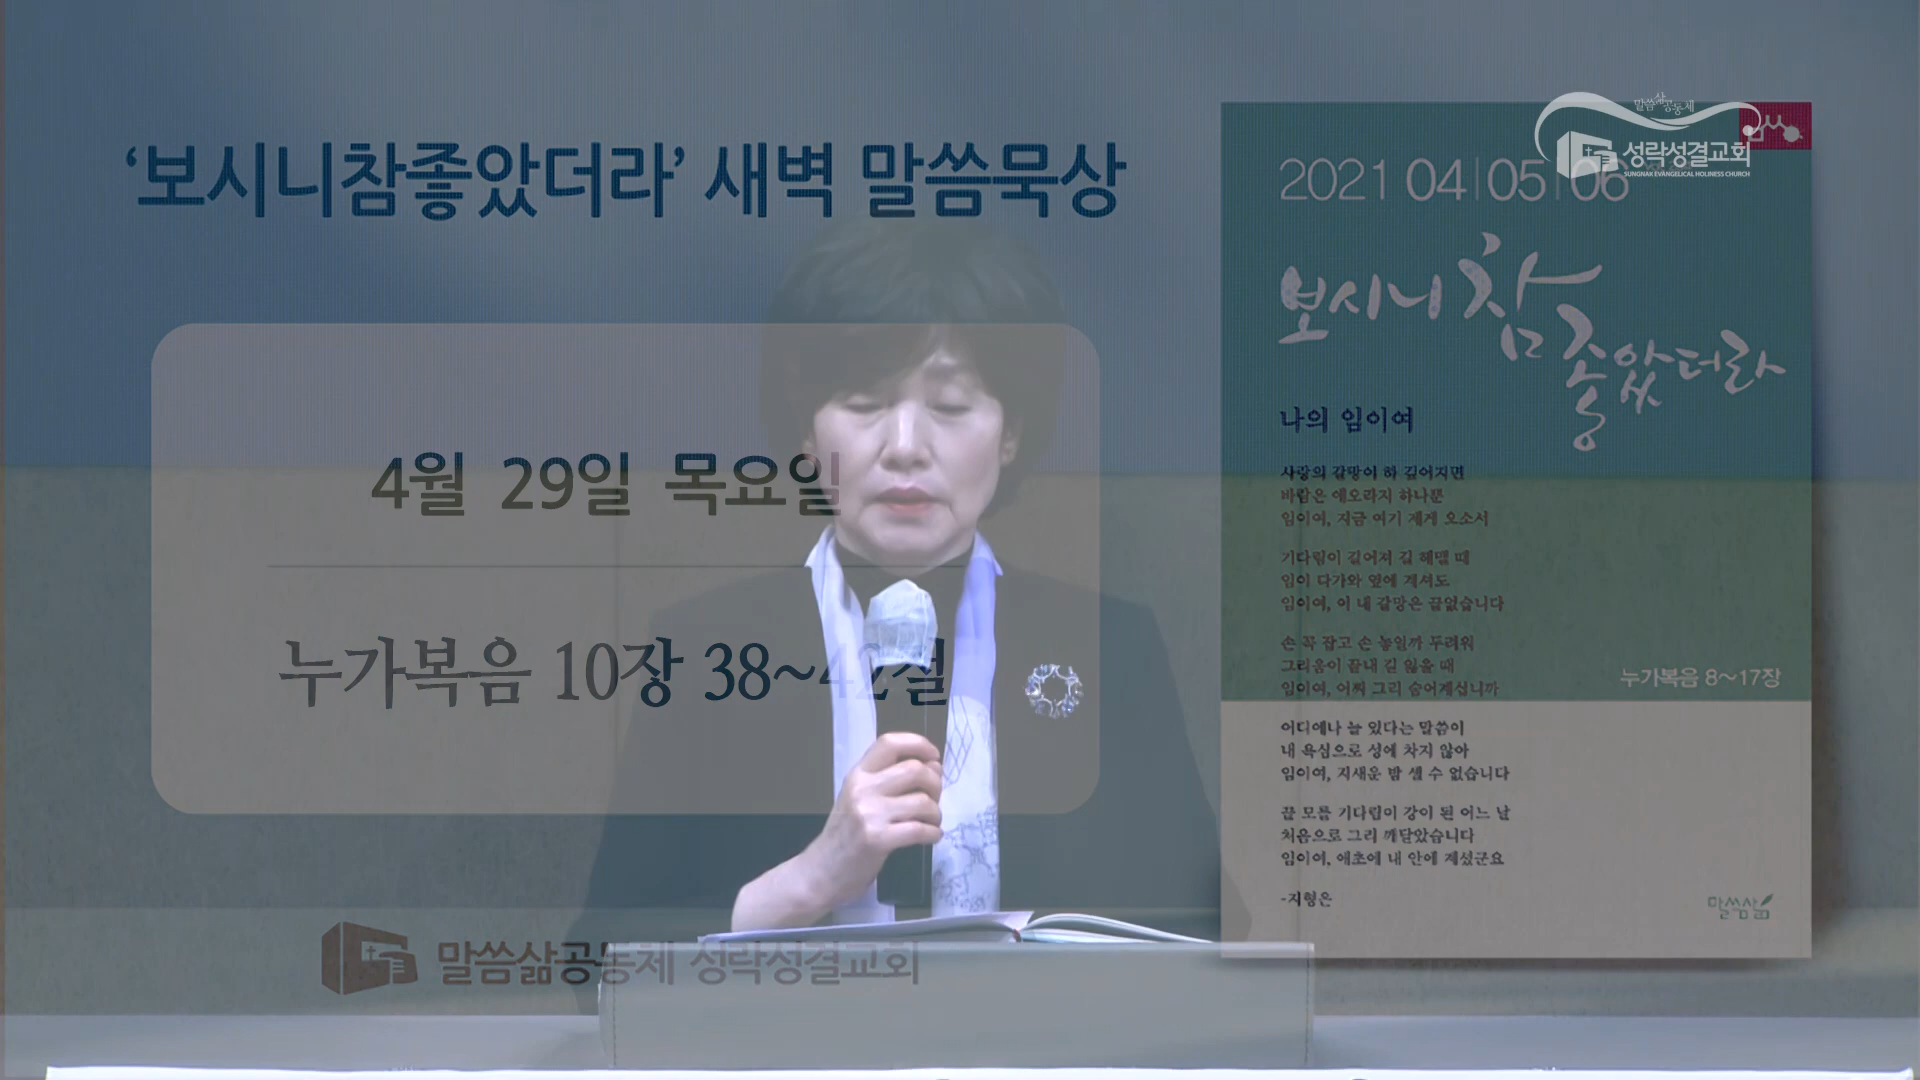 ‘보시니참좋았더라’ 새벽 말씀묵상
4월 29일 목요일
누가복음 10장 38~42절
말씀삶공동체 성락성결교회
말씀삶공동체
성락성결교회
SUNGNAK EVANGELICAL HOLINESS CHURCH
2021 04|05|06
보시니 참 좋았더라
나의 임이여
사랑의 갈망이 하 깊어지면
바람은 애오라지 하나뿐
임이여, 지금 여기 제게 오소서
기다림이 길어져 길 헤맬 때
임이 다가와 옆에 계셔도
임이여, 이 내 갈망은 끝없습니다
손 꼭 잡고 손 놓일까 두려워
그리움이 끝내 길 잃을 때
임이여, 어찌 그리 숨어계십니까
누가복음 8~17장
어디에나 늘 있다는 말씀이
내 욕심으로 성에 차지 않아
임이여, 지새운 밤 셀 수 없습니다
끝 모를 기다림이 강이 된 어느 날
처음으로 그리 깨달았습니다
임이여, 애초에 내 안에 계셨군요
-지형은
말씀삶